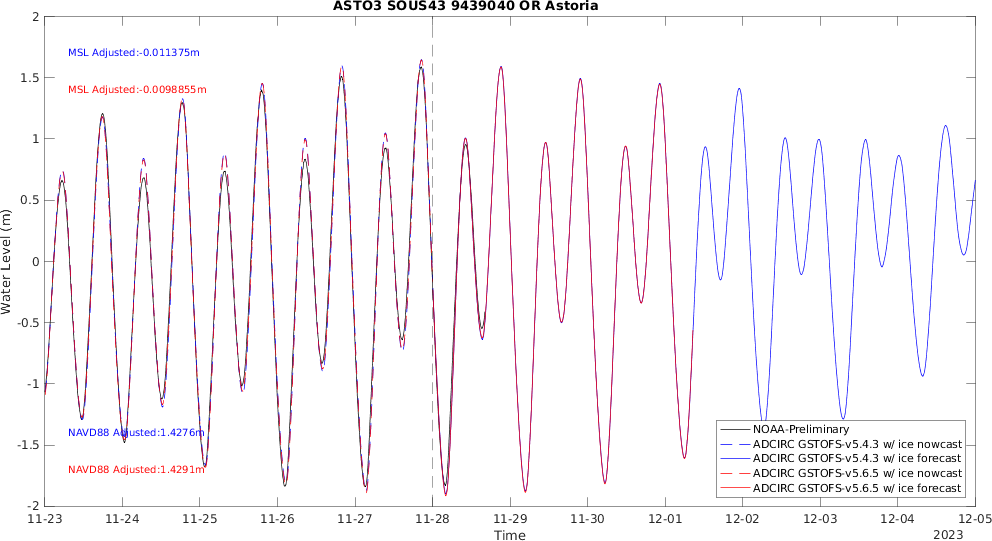 ASTO3 SOUS43 9439040 OR Astoria
2
1.5
1
0.5
0
-0.5
-1
-1.5
-2
Water Level (m)
MSL Adjusted:-0.011375m
MSL Adjusted:-0.0098855m
NAVD88 Adjusted:1.4276m
NAVD88 Adjusted:1.4291m
NOAA-Preliminary
ADCIRC GSTOFS-v5.4.3 w/ ice nowcast
ADCIRC GSTOFS-v5.4.3 w/ ice forecast
ADCIRC GSTOFS-v5.6.5 w/ ice nowcast
ADCIRC GSTOFS-v5.6.5 w/ ice forecast
11-23 11-24 11-25 11-26 11-27 11-28 11-29 11-30 12-01 12-02 12-03 12-04 12-05
Time
2023